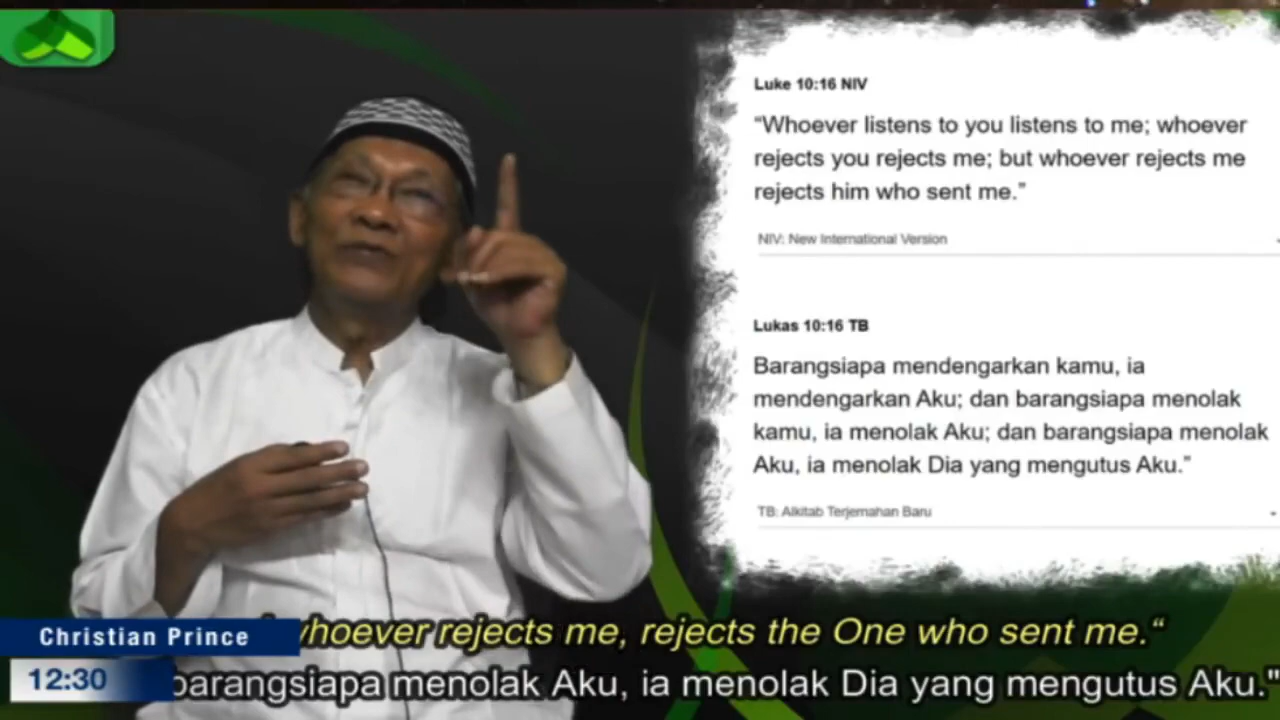 Luke 10:16 NIV
“Whoever listens to you listens to me; whoever
rejects you rejects me; but whoever rejects me
rejects him who sent me.”
NIV: New International Version
Lukas 10:16 TB
Barangsiapa mendengarkan kamu, ia
mendengarkan Aku; dan barangsiapa menolak
kamu, ia menolak Aku; dan barangsiapa menolak
Aku, ia menolak Dia yang mengutus Aku.”
TB: Alkitab Terjemahan Baru
whoever rejects me, rejects the One who sent me.“
Christian Prince
barangsiapa menolak Aku, ia menolak Dia yang mengutus Aku."
12:30